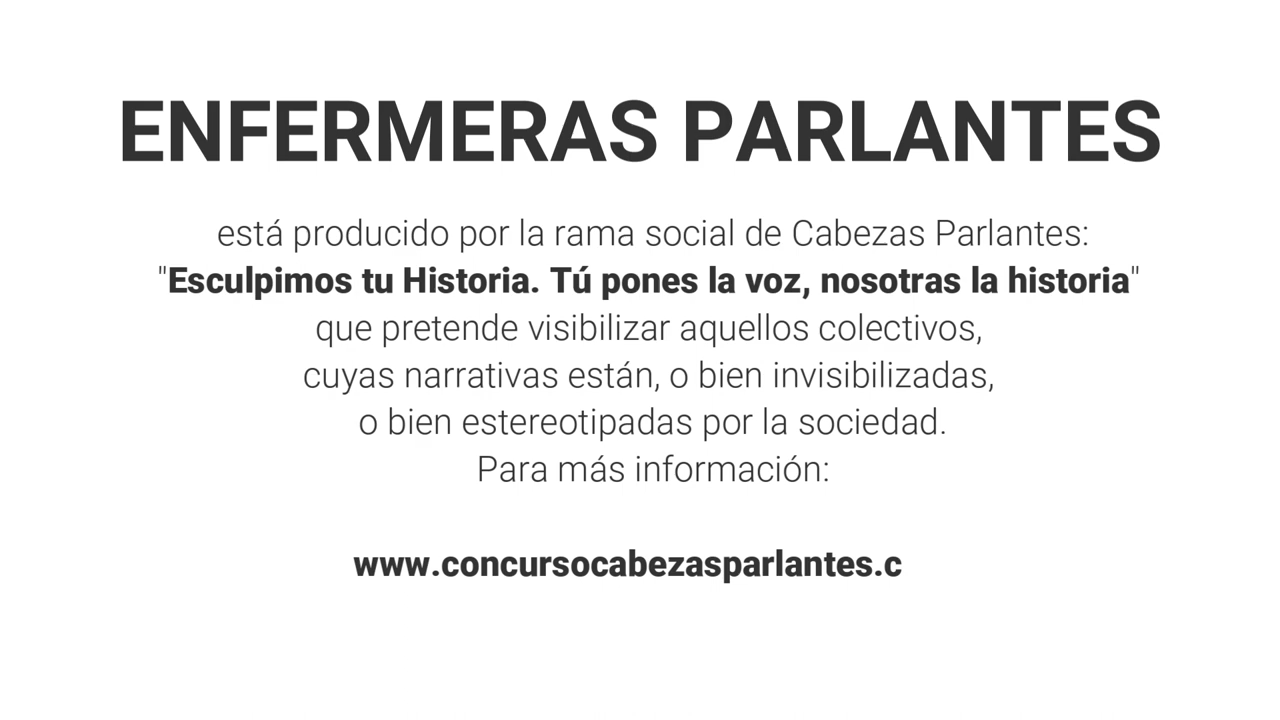 ENFERMERAS PARLANTES
está producido por la rama social de Cabezas Parlantes:
"Esculpimos tu Historia. Tú pones la voz, nosotras la historia"
que pretende visibilizar aquellos colectivos,
cuyas narrativas están, o bien invisibilizadas,
o bien estereotipadas por la sociedad.
Para más información:
www.concursocabezasparlantes.c